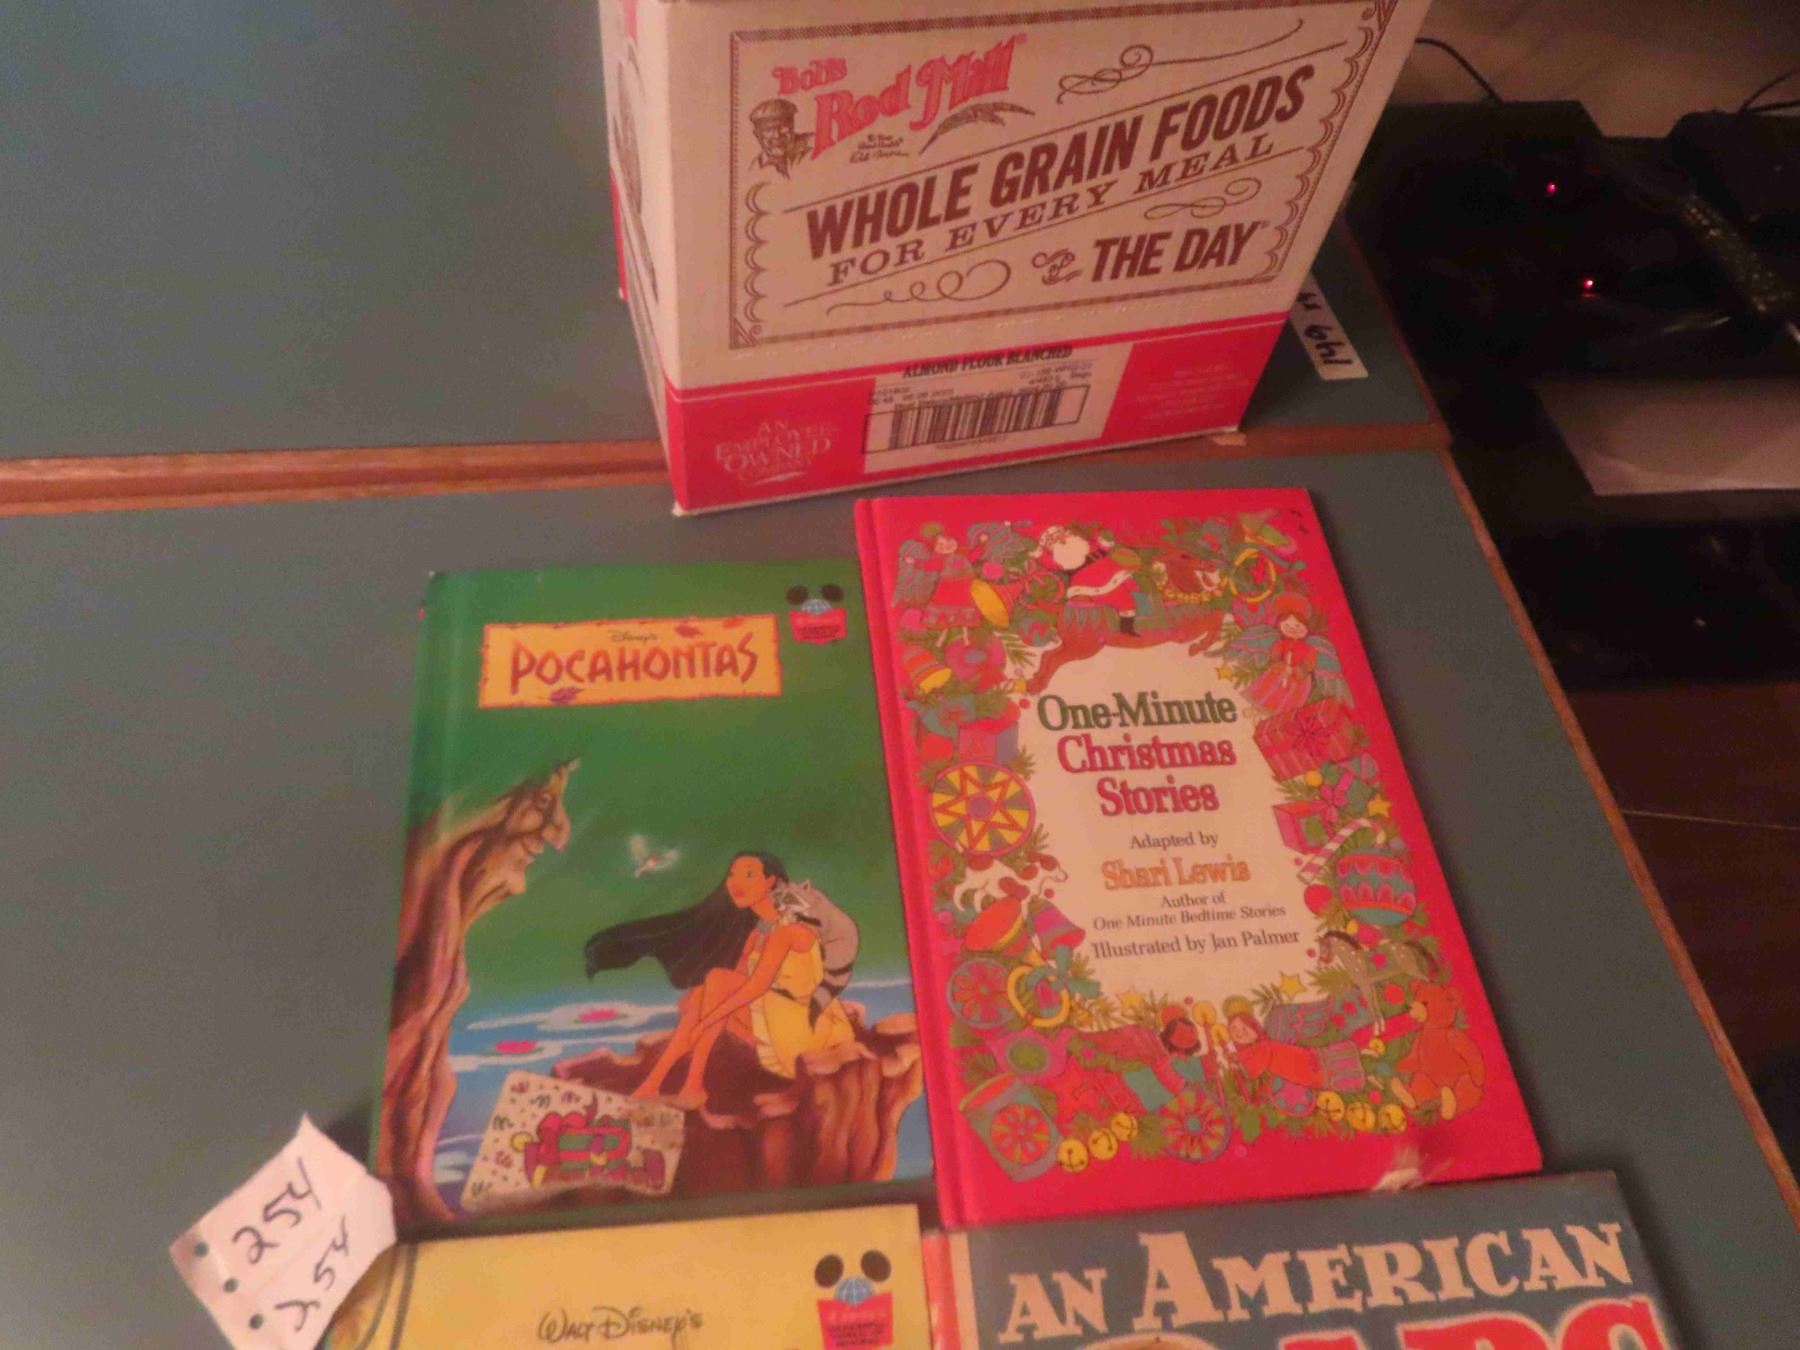 Bob's
Red Mill
WHOLE GRAIN FOODS
FOR EVERY MEAL
of THE DAY
ALMOND FLOUR BLANCHED
AN
EMPLOYEE-
OWNED
COMPANY
149
Disney's
POCAHONTAS
One-Minute
Christmas
Stories
Adapted by
Shari Lewis
Author of
One Minute Bedtime Stories
Illustrated by Jan Palmer
254
254
WALT DISNEY'S
AN AMERICAN